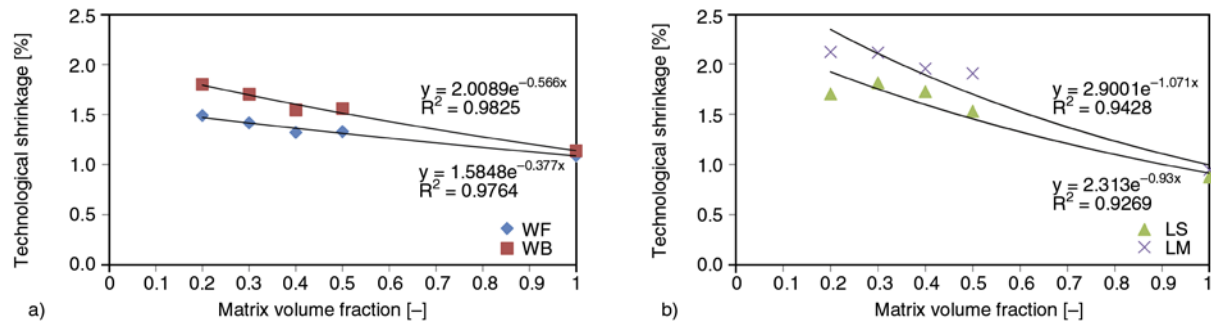 Technological shrinkage [%]
2.5
2.0
1.5
1.0
0.5
0.0
y = 2.0089e^–0.566x
R² = 0.9825
y = 1.5848e^–0.377x
R² = 0.9764
WF
WB
0 0.1 0.2 0.3 0.4 0.5 0.6 0.7 0.8 0.9 1
a) Matrix volume fraction [–]
Technological shrinkage [%]
2.5
2.0
1.5
1.0
0.5
0.0
y = 2.9001e^–1.071x
R² = 0.9428
y = 2.313e^–0.93x
R² = 0.9269
LS
LM
0 0.1 0.2 0.3 0.4 0.5 0.6 0.7 0.8 0.9 1
b) Matrix volume fraction [–]